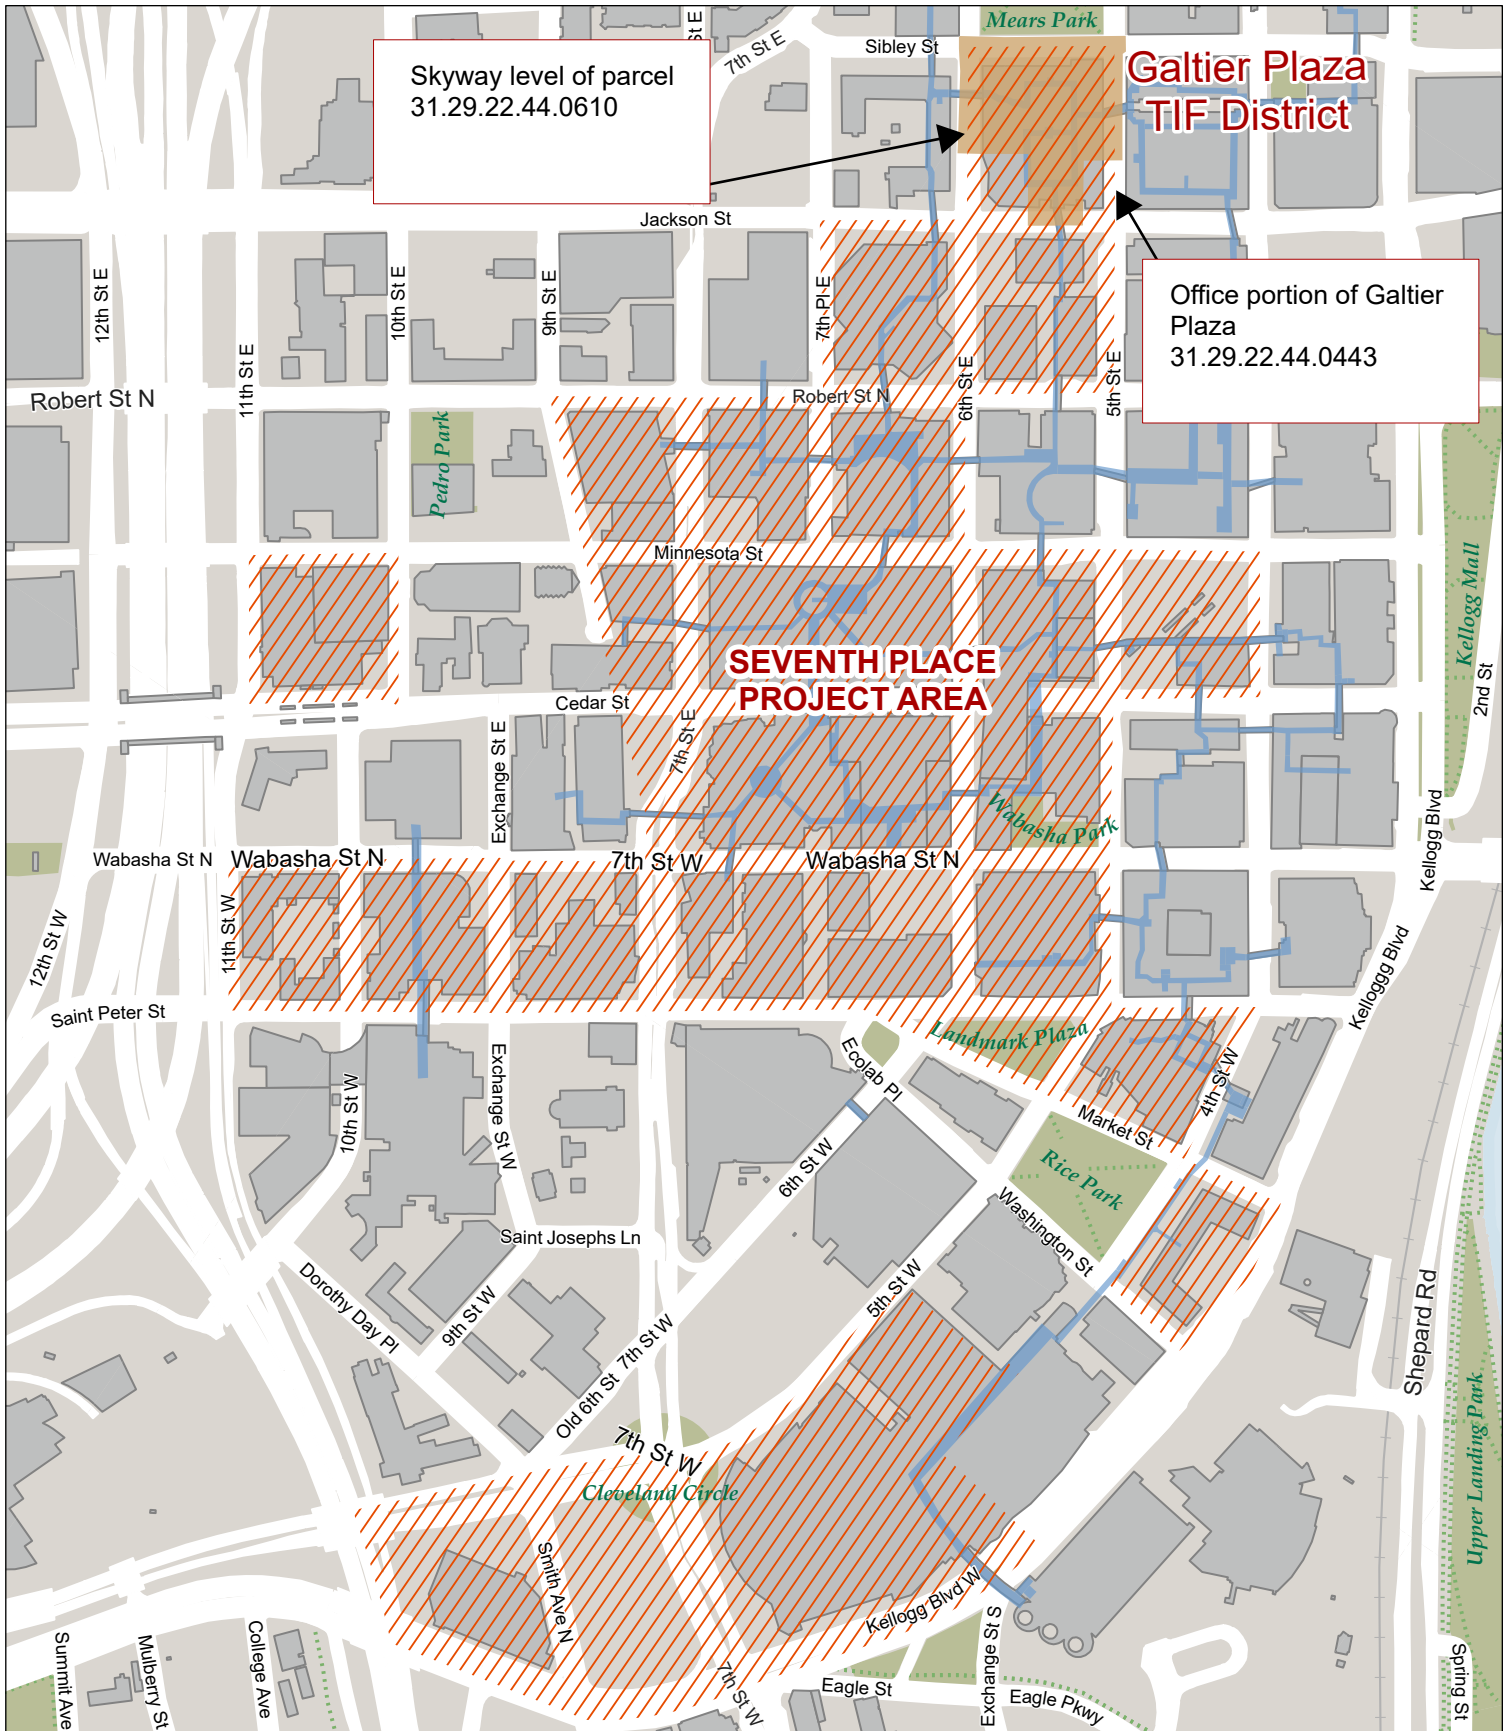 Mears Park
St E
7th St E
Sibley St
Skyway level of parcel
31.29.22.44.0610
Galtier Plaza
TIF District
Jackson St
Office portion of Galtier
Plaza
31.29.22.44.0443
12th St E
11th St E
10th St E
9th St E
7th Pl E
6th St E
5th St E
Robert St N
Robert St N
Pedro Park
Minnesota St
Kellogg Mall
SEVENTH PLACE
PROJECT AREA
Cedar St
2nd St
Exchange St E
7th St E
Wabasha Park
Kellogg Blvd
Wabasha St N
Wabasha St N
7th St W
Wabasha St N
12th St W
11th St W
Kelloggg Blvd
Saint Peter St
Landmark Plaza
Ecolab Pl
10th St W
Exchange St W
4th St W
Market St
6th St W
Rice Park
Washington St
Saint Josephs Ln
Dorothy Day Pl
9th St W
5th St W
Shepard Rd
7th St W
Old 6th St
7th St W
Cleveland Circle
Upper Landing Park
Smith Ave N
Kellogg Blvd W
Summit Ave
Mulberry St
College Ave
7th St W
Eagle St
Exchange St S
Eagle Pkwy
Spring St